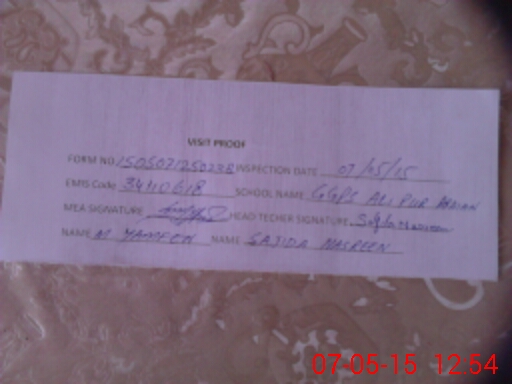 VISIT PROOF
FORM NO. INSPECTION DATE 07/05/15
EMIS Code 34110618 SCHOOL NAME GGPS ALI PUR
MEA SIGNATURE HEAD TECHER SIGNATURE
NAME M YAMEEN NAME SAJIDA NASREEN
07-05-15 12:54